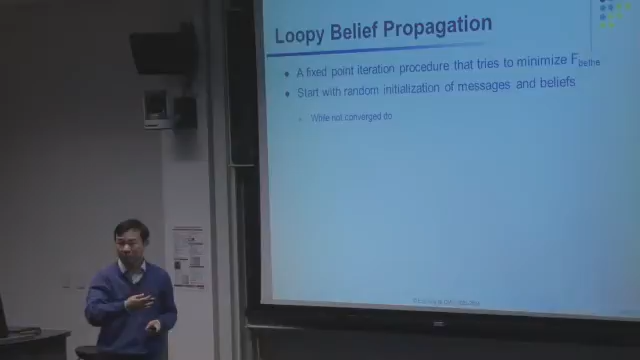 Loopy Belief Propagation
A fixed point iteration procedure that tries to minimize F_bethe
Start with random initialization of messages and beliefs
While not converged do